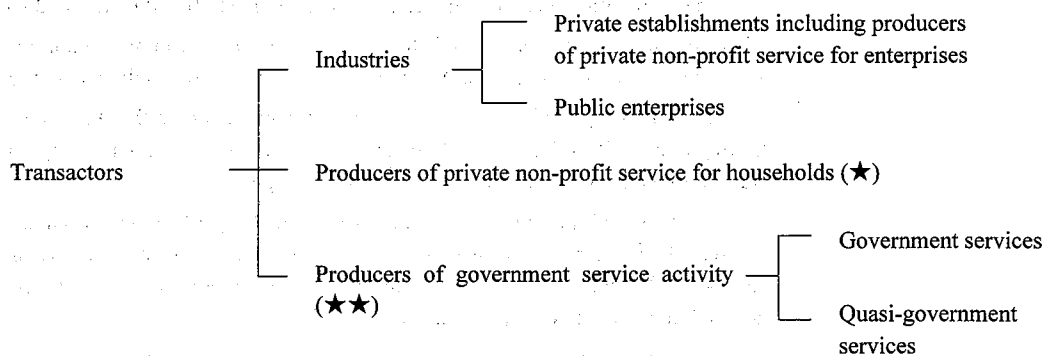 Private establishments including producers
of private non-profit service for enterprises
Industries
Public enterprises
Transactors
Producers of private non-profit service for households (★)
Government services
Producers of government service activity
(★★)
Quasi-government
services